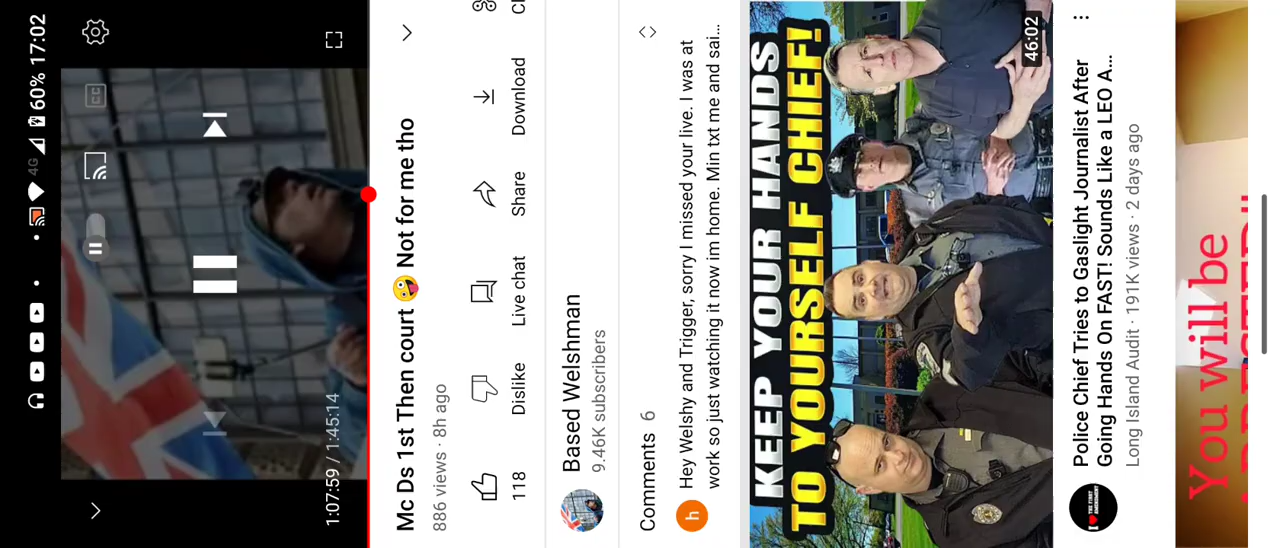 17:02
60%
4G
CC
1:07:59 / 1:45:14
Mc Ds 1st Then court 🤪 Not for me tho
886 views · 8h ago
118
Dislike
Live chat
Share
Download
Based Welshman
9.46K subscribers
Comments 6
h
Hey Welshy and Trigger, sorry I missed your live. I was at
work so just watching it now im home. Min txt me and sai...
KEEP YOUR HANDS
TO YOURSELF CHIEF!
46:02
I ❤ THE FIRST
AMENDMENT
Police Chief Tries to Gaslight Journalist After
Going Hands On FAST! Sounds Like a LEO A...
Long Island Audit · 191K views · 2 days ago
You will be